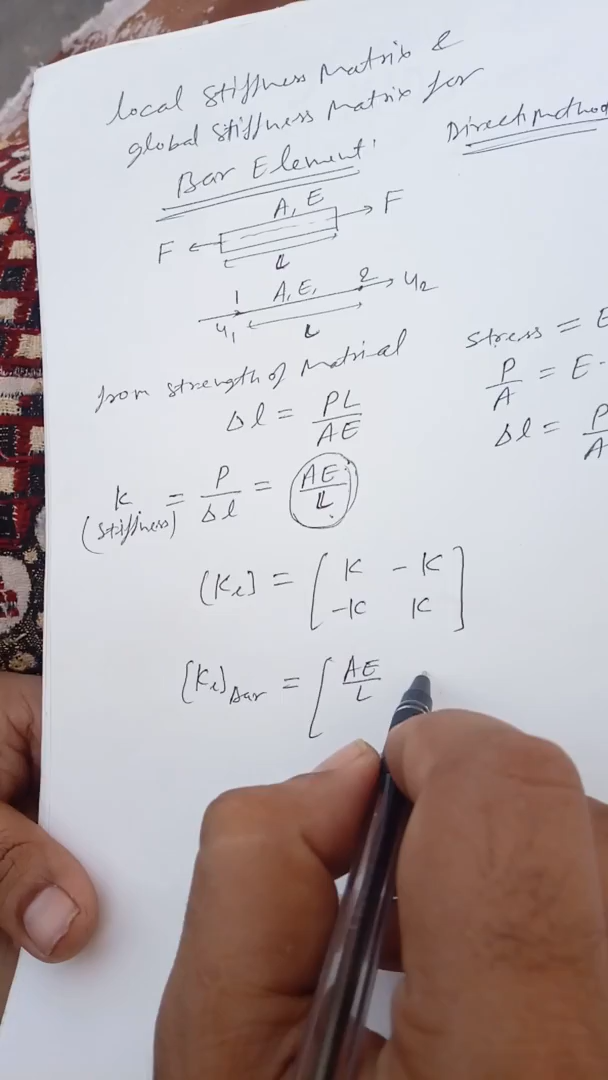 local Stiffness Matrix &
global Stiffness Matrix for
Direct Method
Bar Element
A, E
F
F
L
1 A, E, 2
u1 L u2
from strength of Matrial
Δl = PL/AE
Stress = E
P/A = E.
Δl = P/A
k (stiffness) = P/Δl = AE/L
[Ke] = [K -K
-K K]
[Ke]Bar = [AE/L